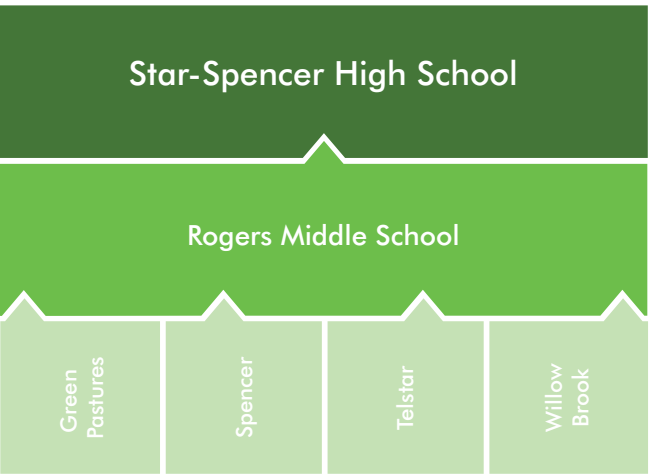 Star-Spencer High School
Rogers Middle School
Green
Pastures
Spencer
Telstar
Willow
Brook